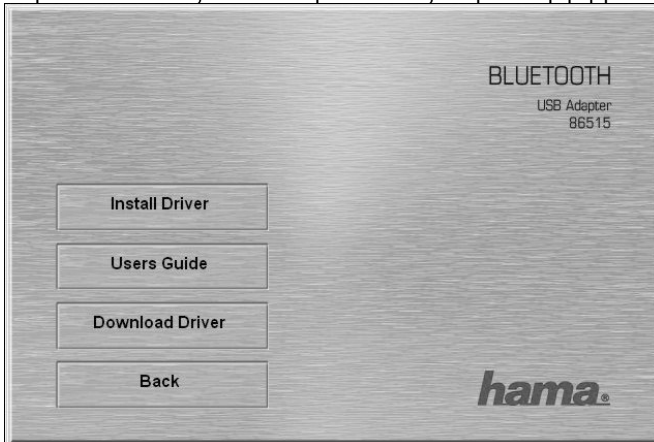 BLUETOOTH
USB Adapter
86515
Install Driver
Users Guide
Download Driver
Back
hama®